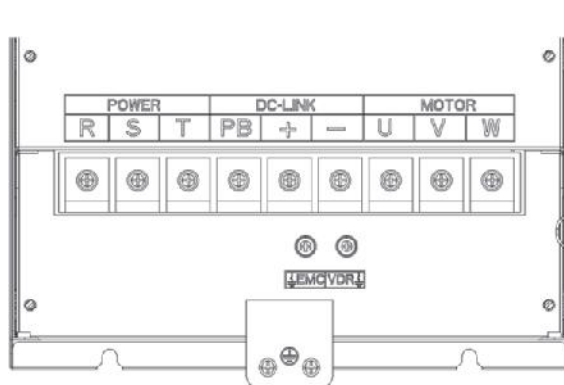 POWER DC-LINK MOTOR
R S T PB + - U V W
EMC VDR